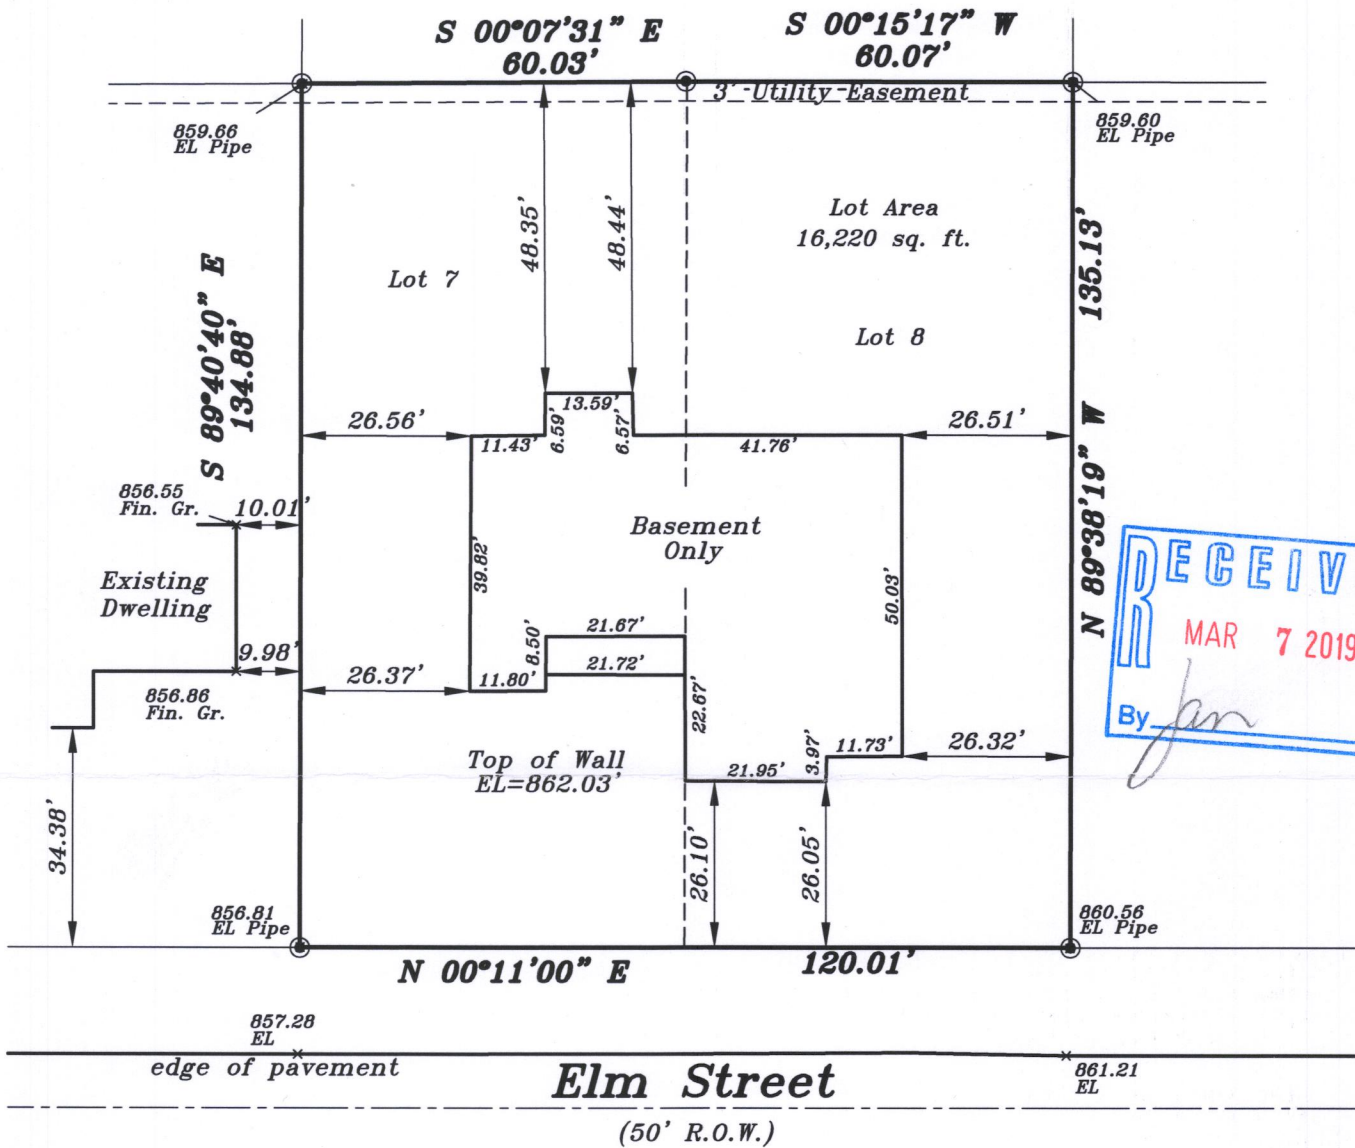 S 00°07'31" E
60.03'
S 00°15'17" W
60.07'
3' -Utility-Easement
859.66
EL Pipe
859.60
EL Pipe
48.35'
48.44'
Lot Area
16,220 sq. ft.
135.13'
S 89°40'40" E
134.88'
Lot 7
Lot 8
26.56'
11.43'
6.59'
13.59'
6.57'
41.76'
26.51'
N 89°38'19" W
856.55
Fin. Gr.
10.01'
Basement
Only
39.82'
50.03'
Existing
Dwelling
RECEIV
MAR 7 2019
By Jan
9.98'
21.67'
8.50'
21.72'
26.37'
11.80'
22.67'
856.86
Fin. Gr.
Top of Wall
EL=862.03'
21.95'
3.97'
11.73'
26.32'
34.38'
26.10'
26.05'
856.81
EL Pipe
860.56
EL Pipe
N 00°11'00" E
120.01'
857.28
EL
edge of pavement
Elm Street
861.21
EL
(50' R.O.W.)